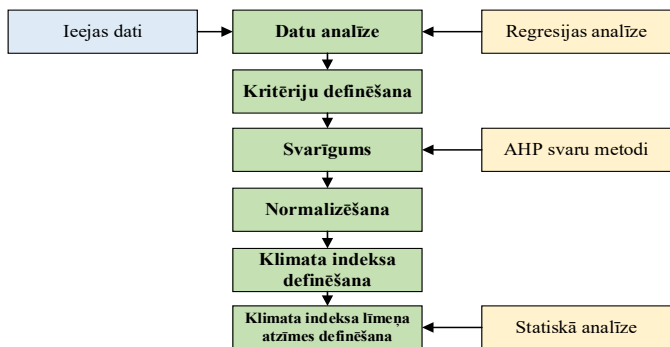 Ieejas dati
Datu analīze
Regresijas analīze
Kritēriju definēšana
Svarīgums
AHP svaru metodi
Normalizēšana
Klimata indeksa
definēšana
Klimata indeksa līmeņa
atzīmes definēšana
Statiskā analīze